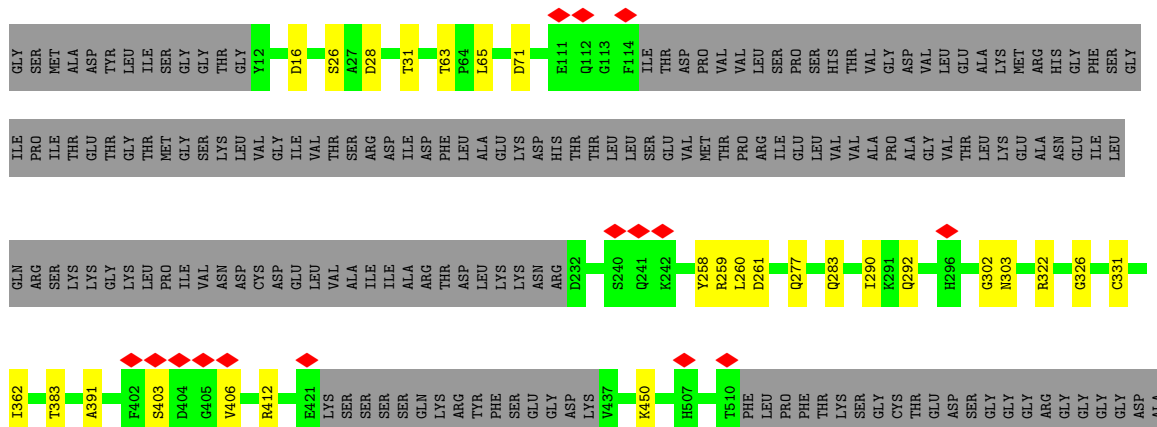 GLY SER MET ALA ASP TYR LEU ILE SER GLY GLY THR GLY Y12 D16 S26 A27 D28 T31 T63 P64 L65 D71 E111 Q112 G113 F114 ILE THR ASP PRO VAL VAL LEU SER PRO SER HIS THR VAL GLY ASP VAL LEU GLU ALA LYS MET ARG HIS GLY PHE SER GLY
ILE PRO ILE THR GLU THR GLY THR MET GLY SER LYS LEU VAL GLY ILE VAL THR SER ARG ASP ILE ASP PHE LEU ALA GLU LYS ASP HIS THR THR LEU LEU SER GLU VAL MET THR PRO ARG ILE GLU LEU VAL VAL ALA PRO ALA GLY VAL THR LEU LYS GLU ALA ASN GLU ILE LEU
GLN ARG SER LYS LYS GLY LYS LEU PRO ILE VAL ASN ASP CYS ASP GLU LEU VAL ALA ILE ILE ALA ARG THR ASP LEU LYS LYS ASN ARG D232 S240 Q241 K242 Y258 R259 L260 D261 Q277 Q283 I290 K291 Q292 H296 G302 N303 R322 G326 C331
I362 T383 A391 F402 S403 D404 G405 V406 R412 E421 LYS SER SER SER SER GLN LYS ARG TYR PHE SER GLU GLY ASP LYS V437 K450 H507 T510 PHE LEU PRO PHE THR LYS SER GLY CYS THR GLU ASP SER GLY GLY GLY ARG GLY GLY GLY GLY ASP ALA